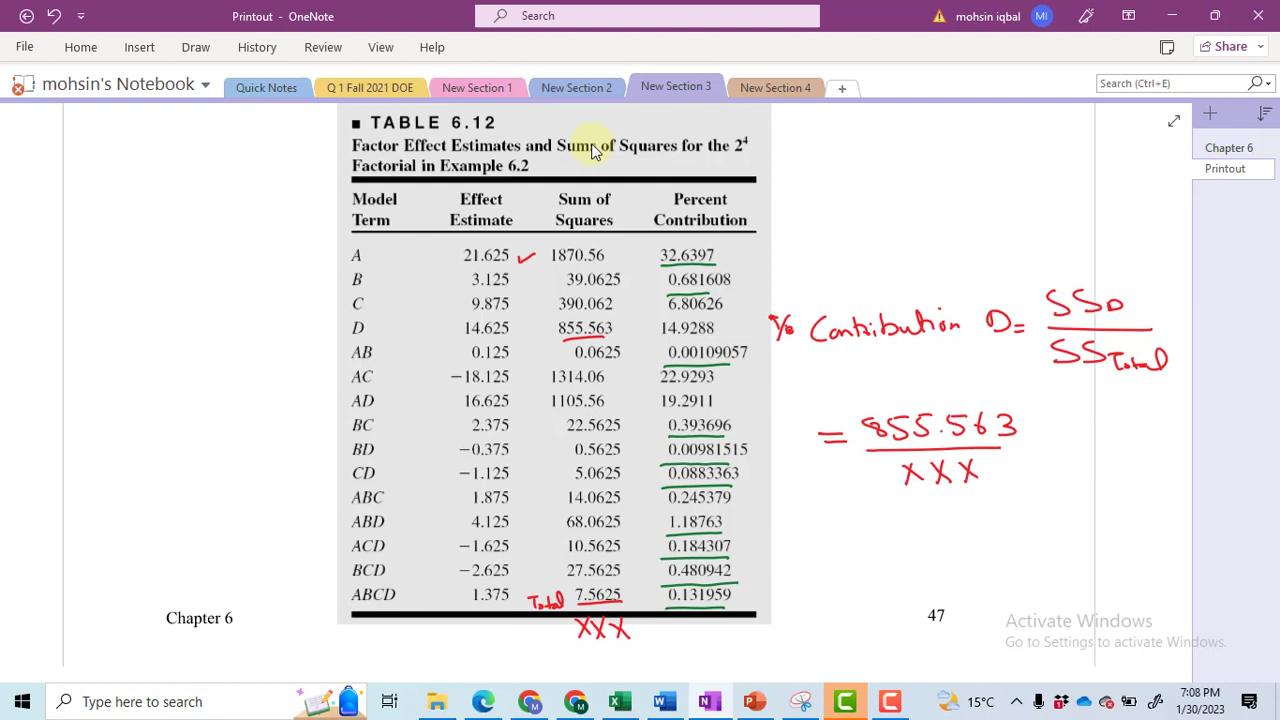 Printout - OneNote
Search
mohsin iqbal
MI
File Home Insert Draw History Review View Help
Share
mohsin's Notebook
Quick Notes
Q 1 Fall 2021 DOE
New Section 1
New Section 2
New Section 3
New Section 4
Search (Ctrl+E)
Chapter 6
Printout
TABLE 6.12
Factor Effect Estimates and Sums of Squares for the 2⁴
Factorial in Example 6.2
Model Effect Sum of Percent
Term Estimate Squares Contribution
A 21.625 1870.56 32.6397
B 3.125 39.0625 0.681608
C 9.875 390.062 6.80626
D 14.625 855.563 14.9288
AB 0.125 0.0625 0.00109057
AC −18.125 1314.06 22.9293
AD 16.625 1105.56 19.2911
BC 2.375 22.5625 0.393696
BD −0.375 0.5625 0.00981515
CD −1.125 5.0625 0.0883363
ABC 1.875 14.0625 0.245379
ABD 4.125 68.0625 1.18763
ACD −1.625 10.5625 0.184307
BCD −2.625 27.5625 0.480942
ABCD 1.375 7.5625 0.131959
Total
XXX
% Contribution D = SSD
SSTotal
= 855.563
XXX
Chapter 6
47
Activate Windows
Go to Settings to activate Windows.
Type here to search
15°C
7:08 PM
1/30/2023